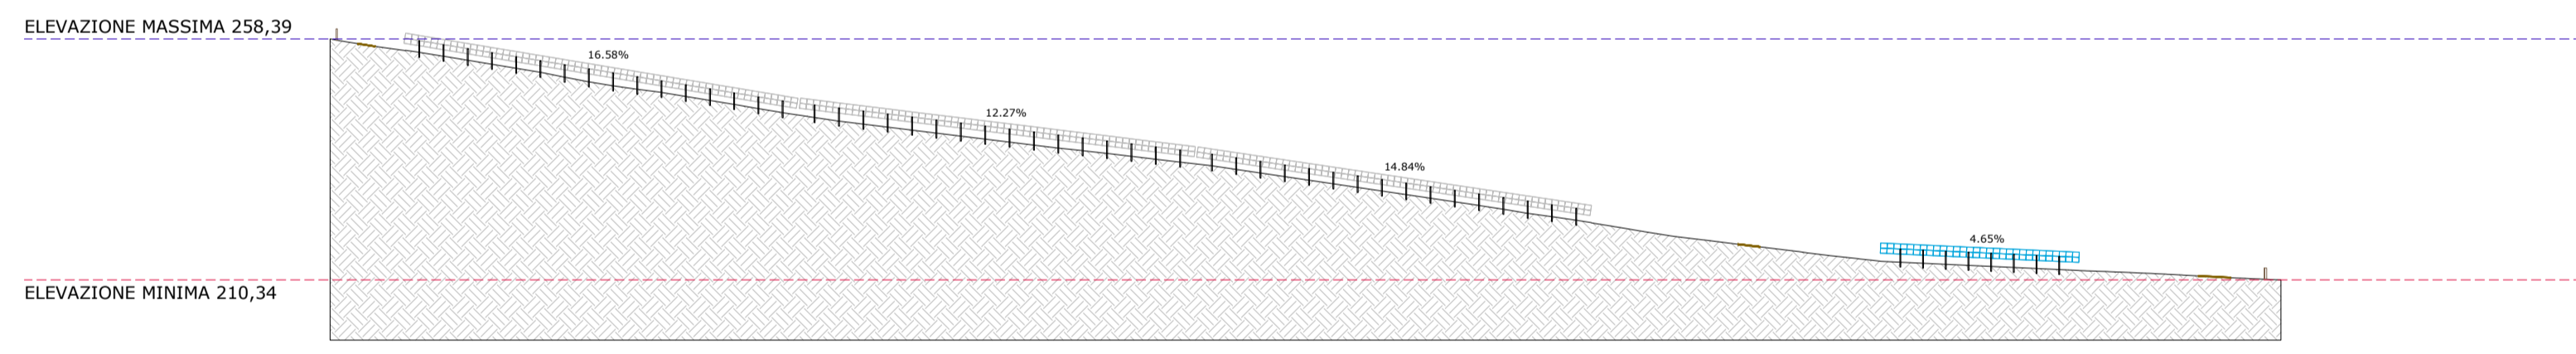 ELEVAZIONE MASSIMA 258,39
16.58%
12.27%
14.84%
4.65%
ELEVAZIONE MINIMA 210,34